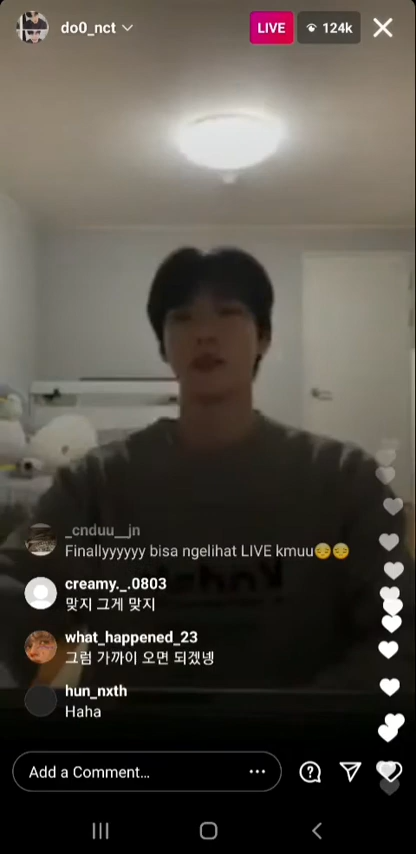 do0_nct
LIVE
124k
_cnduu__jn
Finallyyyyyy bisa ngelihat LIVE kmuu😔😔
creamy._.0803
맞지 그게 맞지
what_happened_23
그럼 가까이 오면 되겠넹
hun_nxth
Haha
Add a Comment...